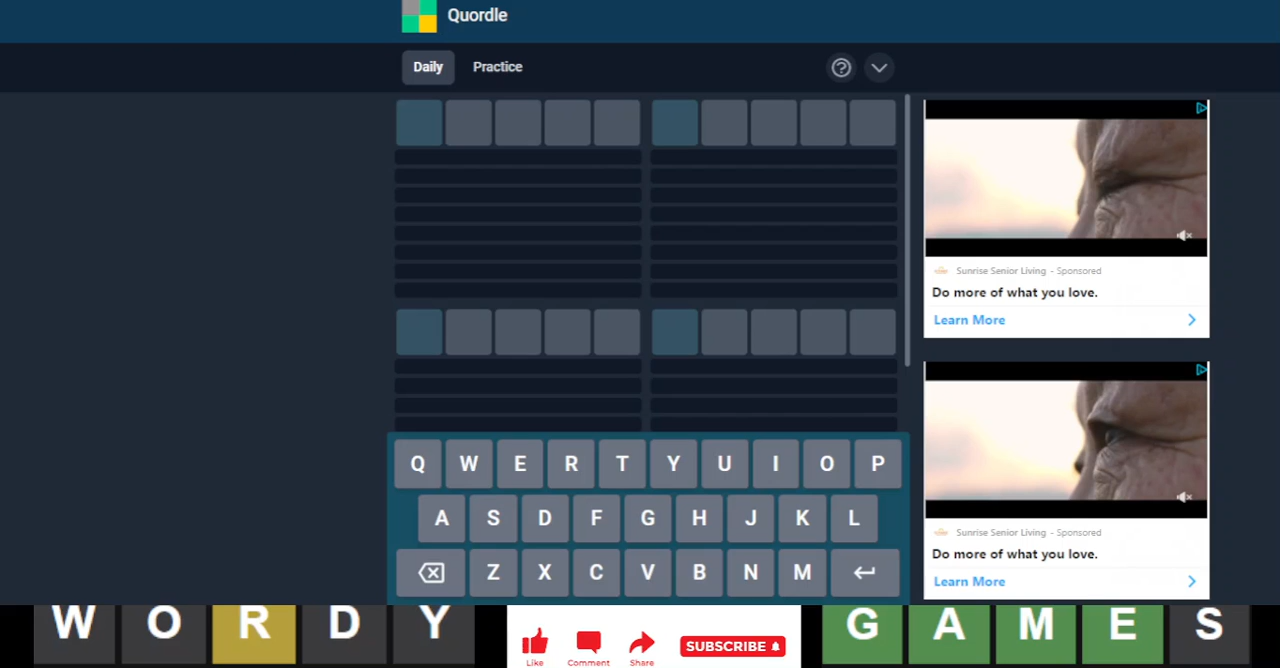 Quordle
Daily
Practice
Sunrise Senior Living - Sponsored
Do more of what you love.
Learn More
Sunrise Senior Living - Sponsored
Do more of what you love.
Learn More
Q W E R T Y U I O P
A S D F G H J K L
Z X C V B N M
W O R D Y
Like
Comment
Share
SUBSCRIBE
G A M E S